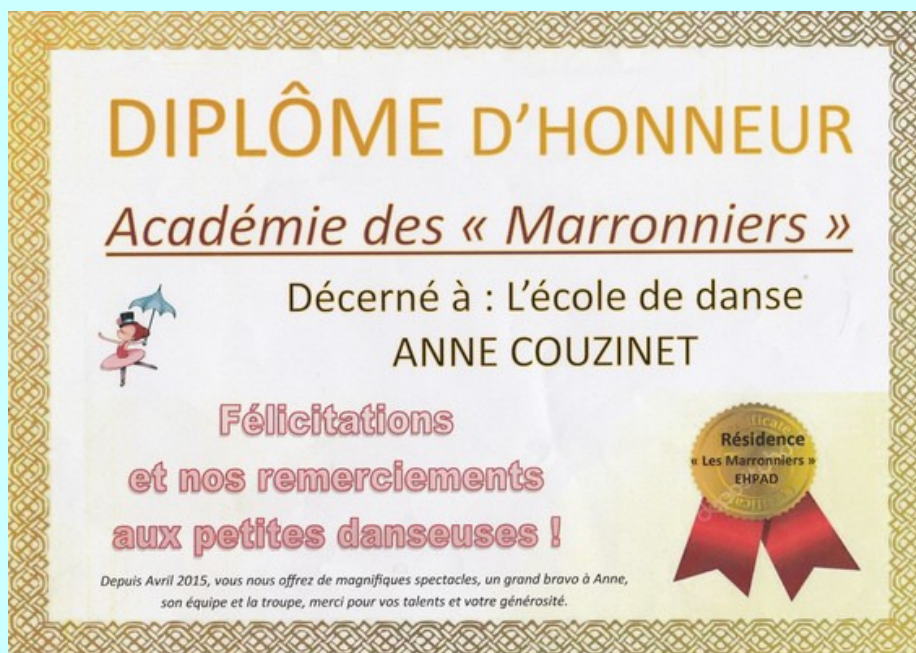 DIPLÔME D'HONNEUR
Académie des « Marronniers »
Décerné à : L'école de danse
ANNE COUZINET
Félicitations
et nos remerciements
aux petites danseuses !
Résidence
« Les Marronniers »
EHPAD
Depuis Avril 2015, vous nous offrez de magnifiques spectacles, un grand bravo à Anne,
son équipe et la troupe, merci pour vos talents et votre générosité.